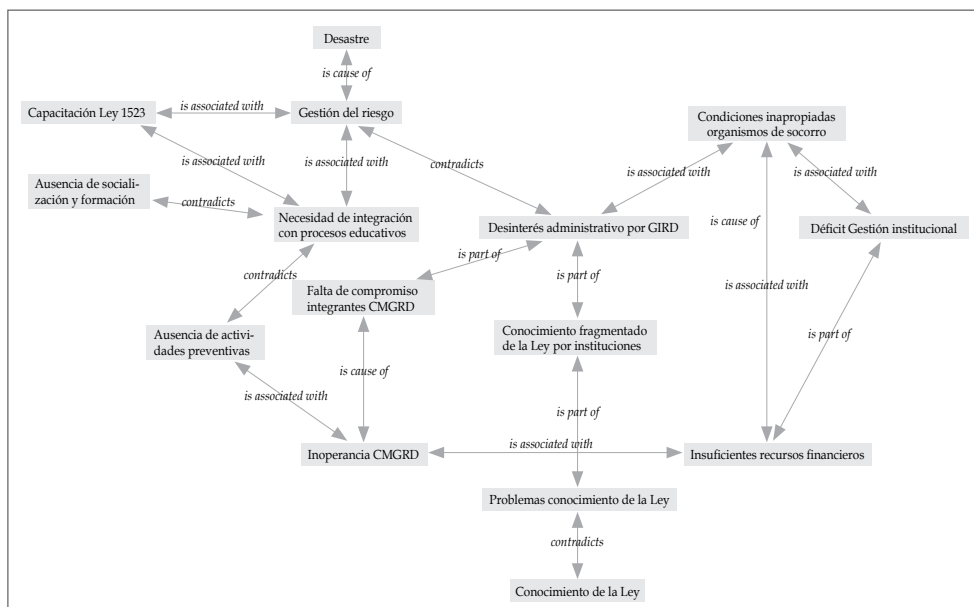 Desastre
is cause of
Capacitación Ley 1523
is associated with
Gestión del riesgo
Condiciones inapropiadas
organismos de socorro
is associated with
is associated with
contradicts
is associated with
is associated with
Ausencia de sociali-
zación y formación
contradicts
Necesidad de integración
con procesos educativos
Desinterés administrativo por GIRD
is cause of
Déficit Gestión institucional
is part of
contradicts
is part of
Falta de compromiso
integrantes CMGRD
is associated with
Ausencia de activi-
dades preventivas
Conocimiento fragmentado
de la Ley por instituciones
is part of
is cause of
is associated with
is part of
Inoperancia CMGRD
is associated with
Insuficientes recursos financieros
Problemas conocimiento de la Ley
contradicts
Conocimiento de la Ley